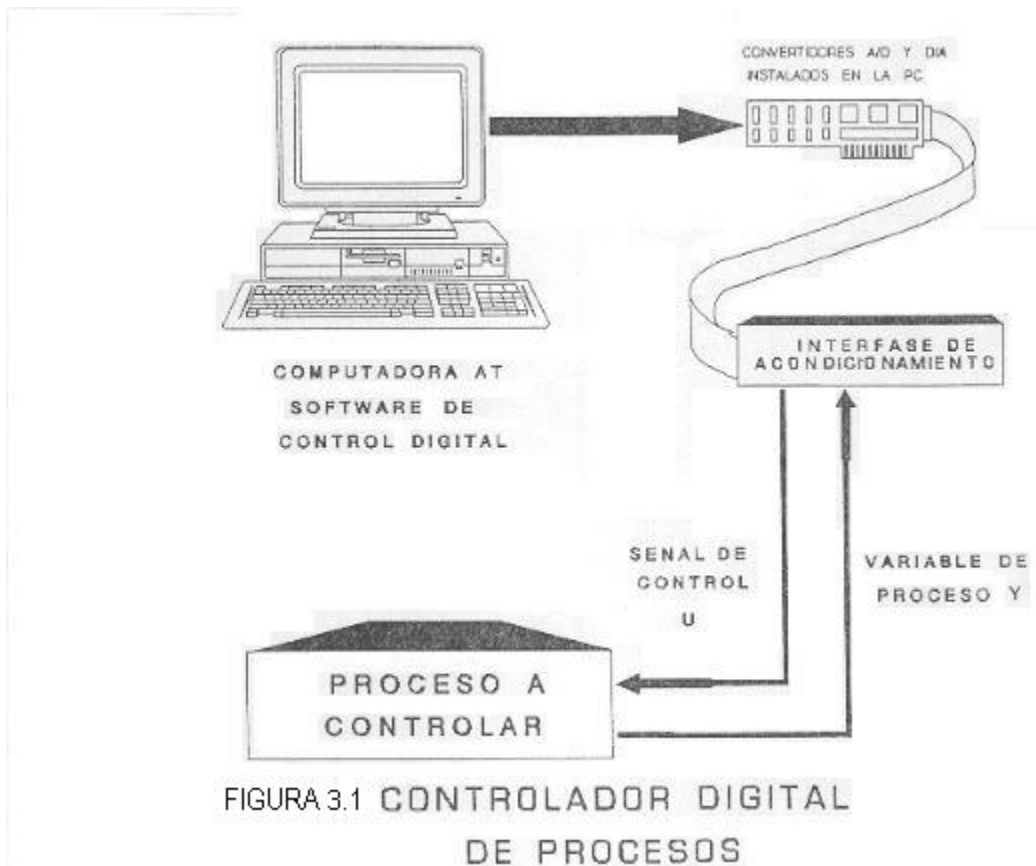 CONVERTIDORES A/D Y D/A
INSTALADOS EN LA PC
INTERFASE DE
ACONDICIONAMIENTO
COMPUTADORA AT
SOFTWARE DE
CONTROL DIGITAL
SENAL DE
CONTROL
U
VARIABLE DE
PROCESO Y
PROCESO A
CONTROLAR
FIGURA 3.1 CONTROLADOR DIGITAL
DE PROCESOS